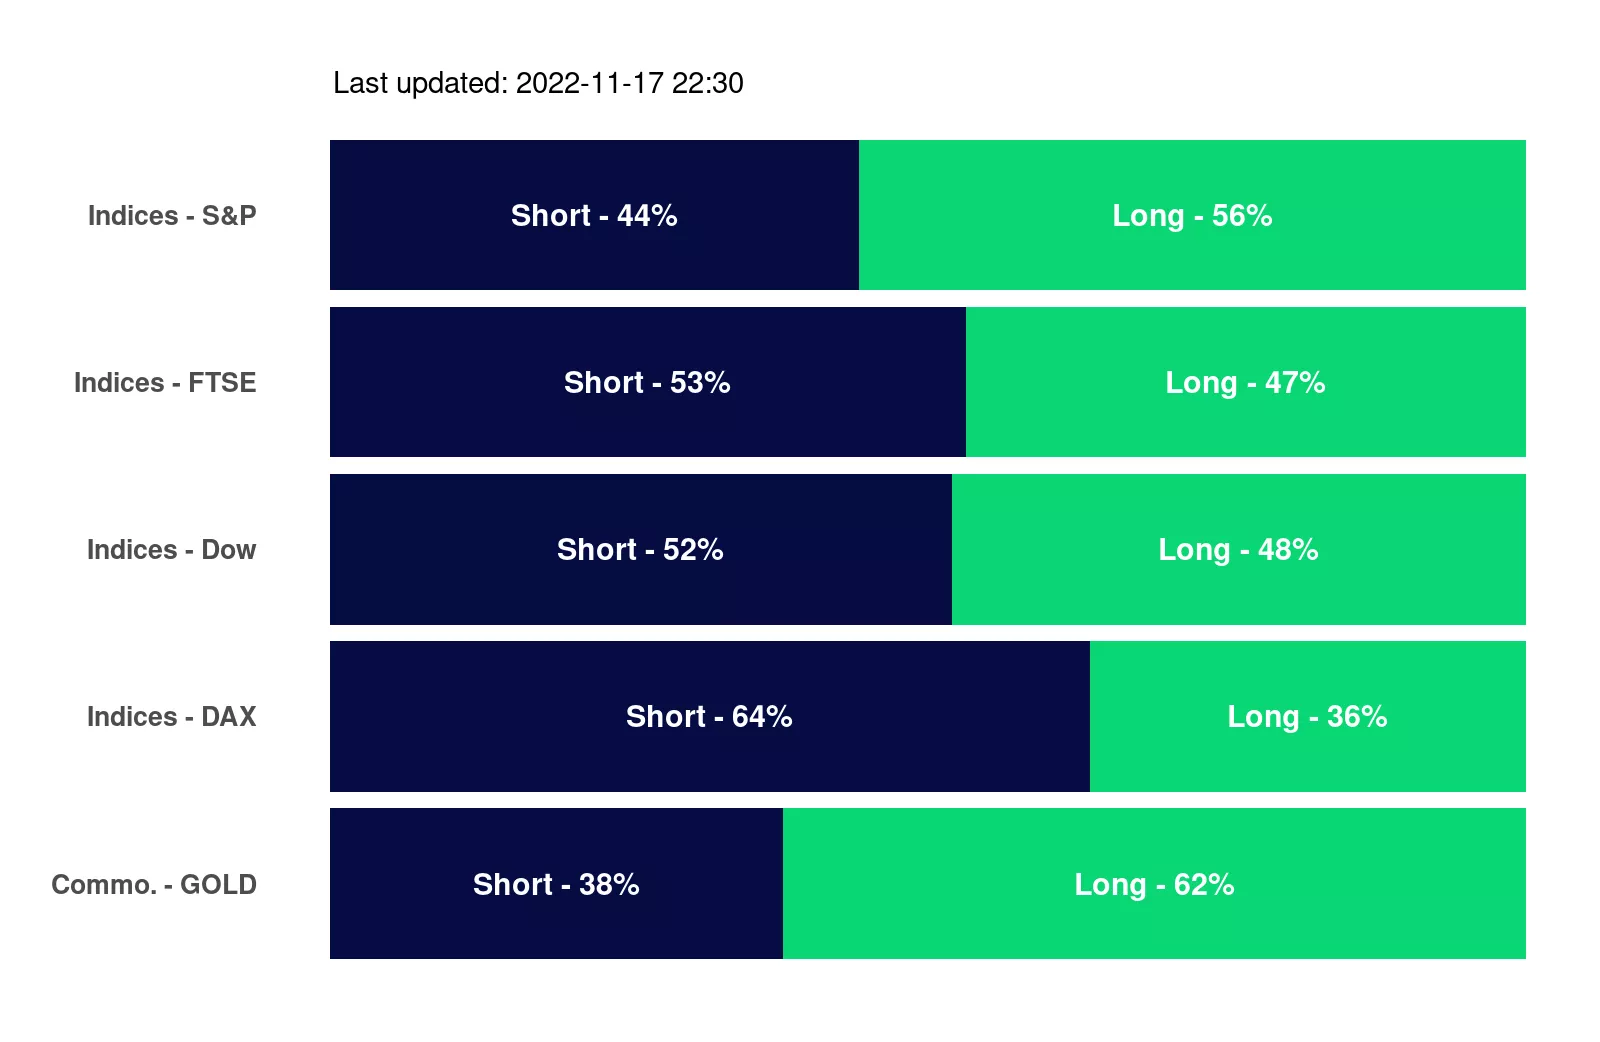 Last updated: 2022-11-17 22:30
Indices - S&P Short - 44% Long - 56%
Indices - FTSE Short - 53% Long - 47%
Indices - Dow Short - 52% Long - 48%
Indices - DAX Short - 64% Long - 36%
Commo. - GOLD Short - 38% Long - 62%